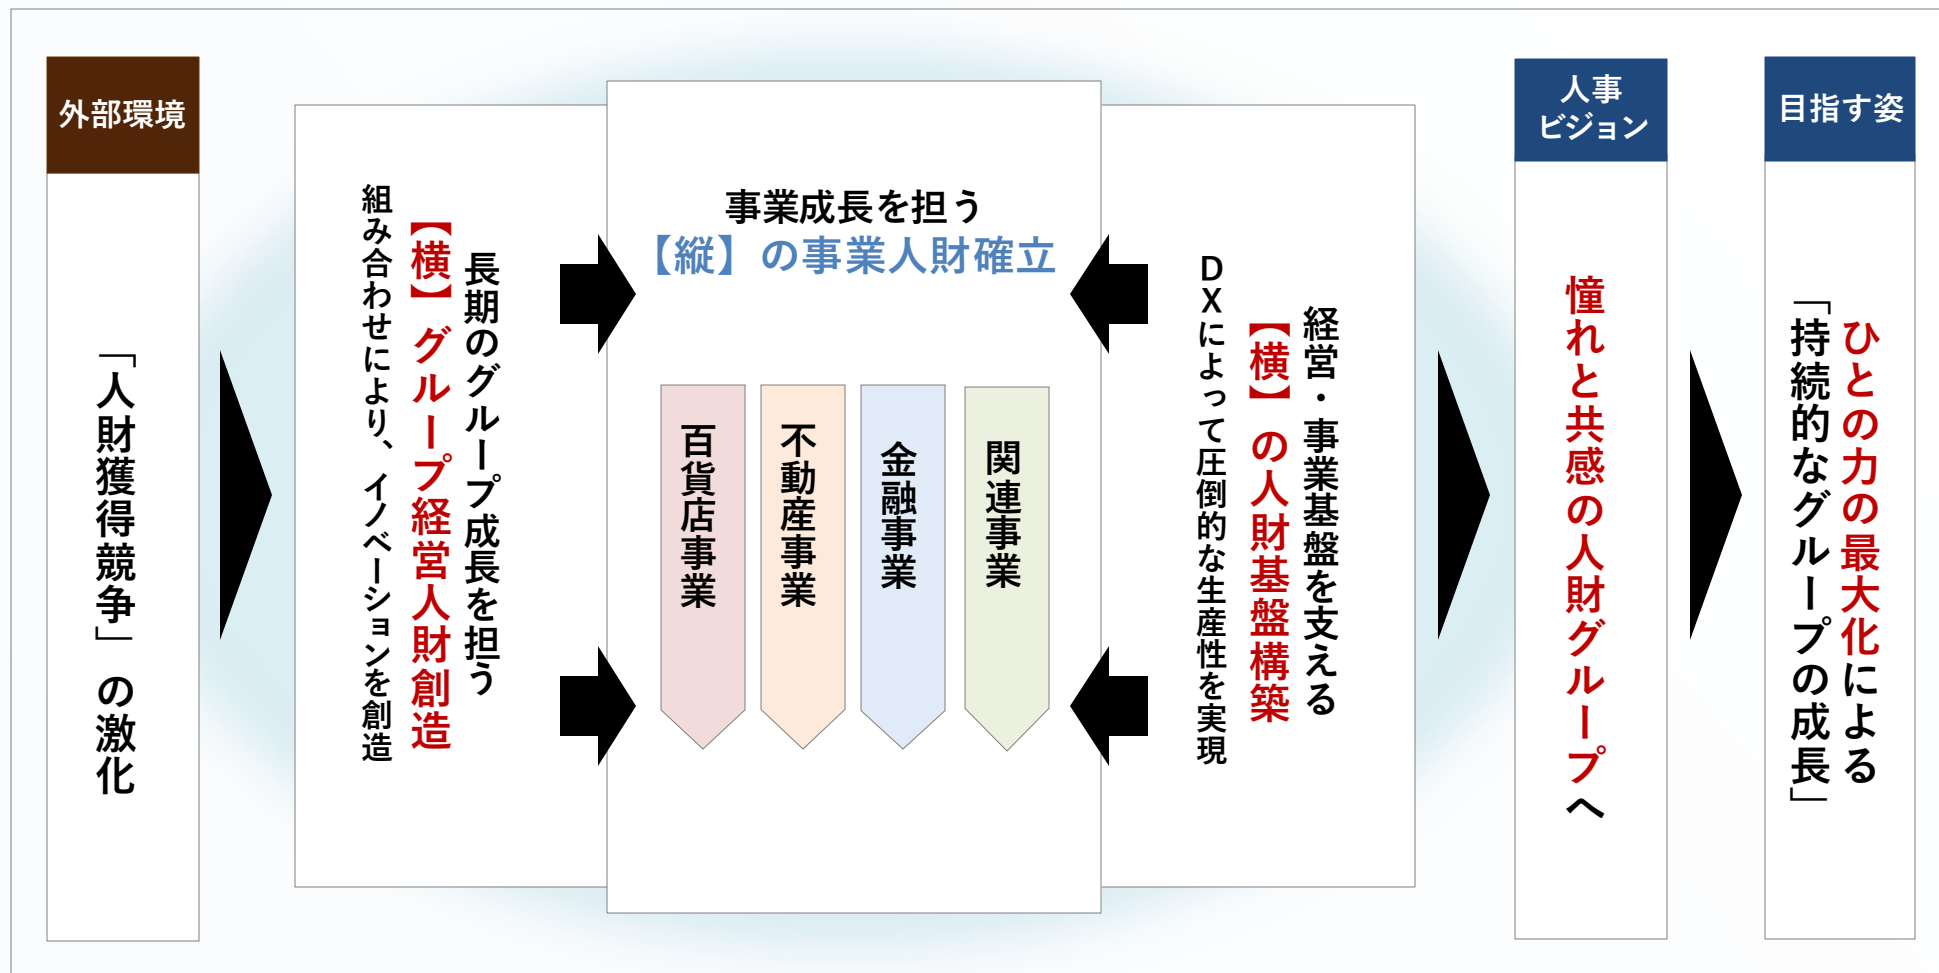 外部環境
「人財獲得競争」の激化
長期のグループ成長を担う
【横】グループ経営人財創造
組み合わせにより、イノベーションを創造
事業成長を担う
【縦】の事業人財確立
百貨店事業
不動産事業
金融事業
関連事業
経営・事業基盤を支える
【横】の人財基盤構築
DXによって圧倒的な生産性を実現
人事
ビジョン
憧れと共感の人財グループへ
目指す姿
ひとの力の最大化による
「持続的なグループの成長」